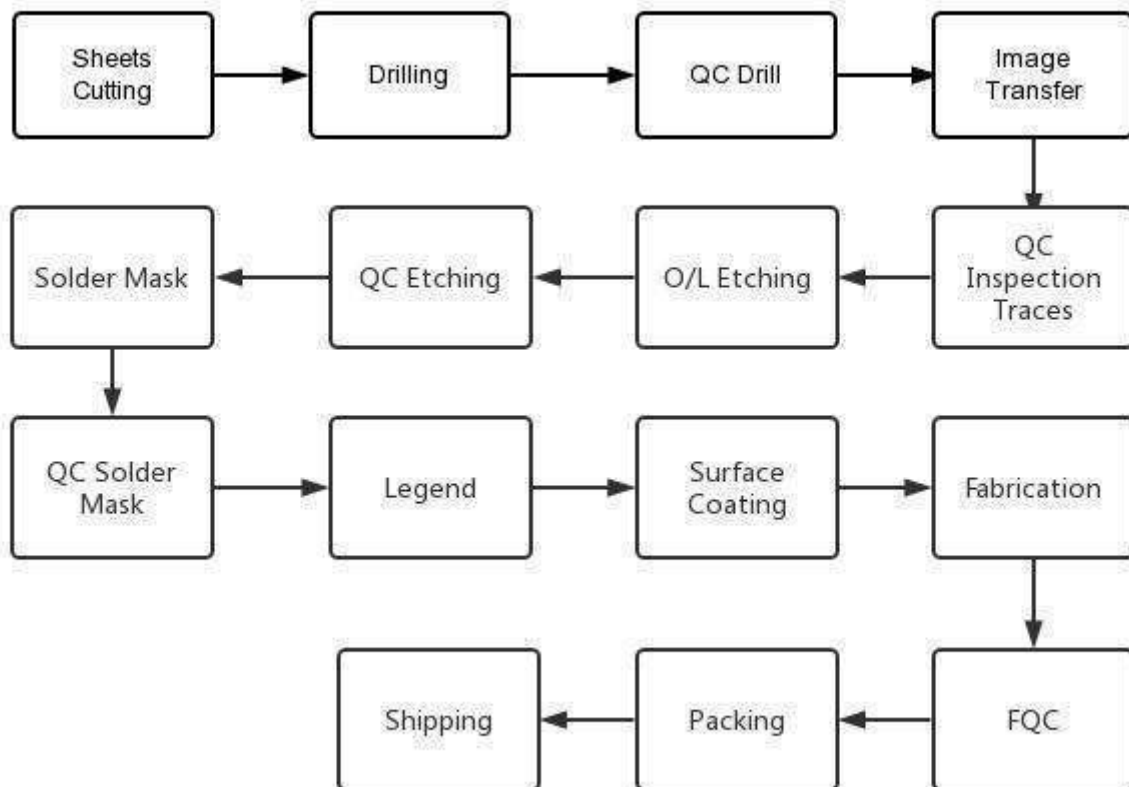 Sheets
Cutting
Drilling
QC Drill
Image
Transfer
QC
Inspection
Traces
O/L Etching
QC Etching
Solder Mask
QC Solder
Mask
Legend
Surface
Coating
Fabrication
FQC
Packing
Shipping